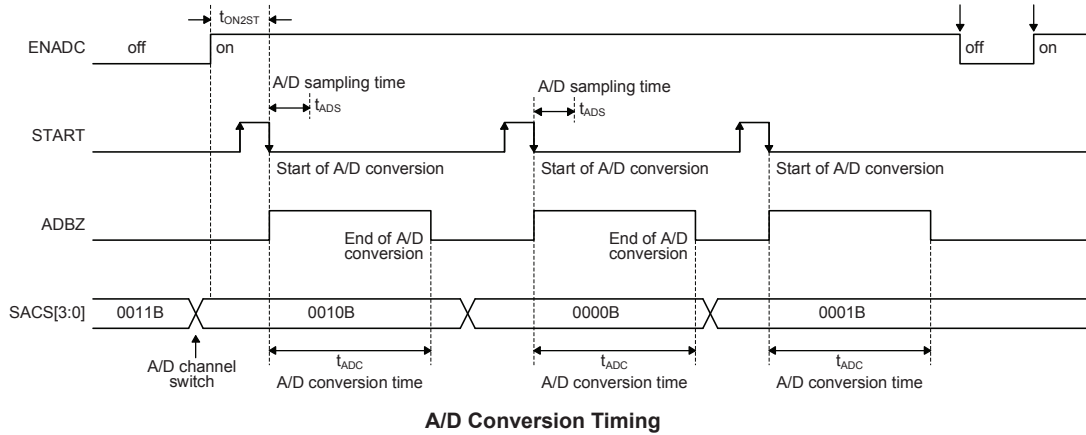 tON2ST
ENADC off on off on
A/D sampling time A/D sampling time
tADS tADS
START
Start of A/D conversion Start of A/D conversion Start of A/D conversion
ADBZ
End of A/D conversion End of A/D conversion
SACS[3:0] 0011B 0010B 0000B 0001B
A/D channel switch
tADC tADC tADC
A/D conversion time A/D conversion time A/D conversion time
A/D Conversion Timing